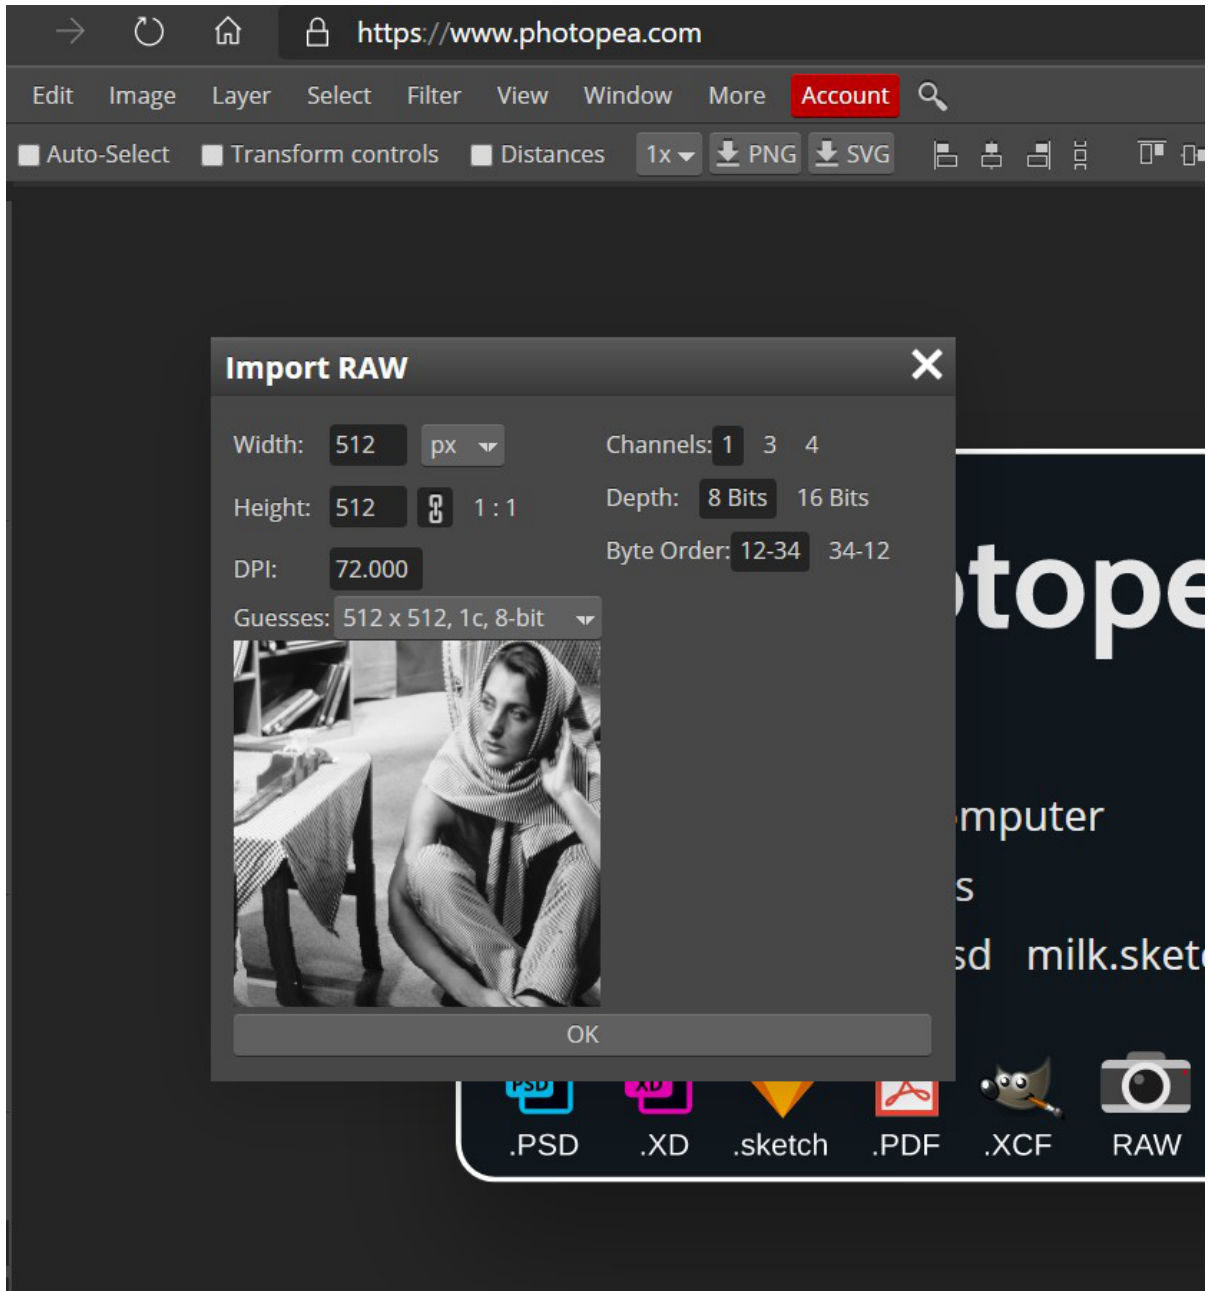 https://www.photopea.com
Edit Image Layer Select Filter View Window More Account
Auto-Select Transform controls Distances 1x PNG SVG
Import RAW
Width: 512 px Channels: 1 3 4
Height: 512 1 : 1 Depth: 8 Bits 16 Bits
DPI: 72.000 Byte Order: 12-34 34-12
Guesses: 512 x 512, 1c, 8-bit
tope
omputer
s
sd milk.sket
OK
PSD XD
.PSD .XD .sketch .PDF .XCF RAW